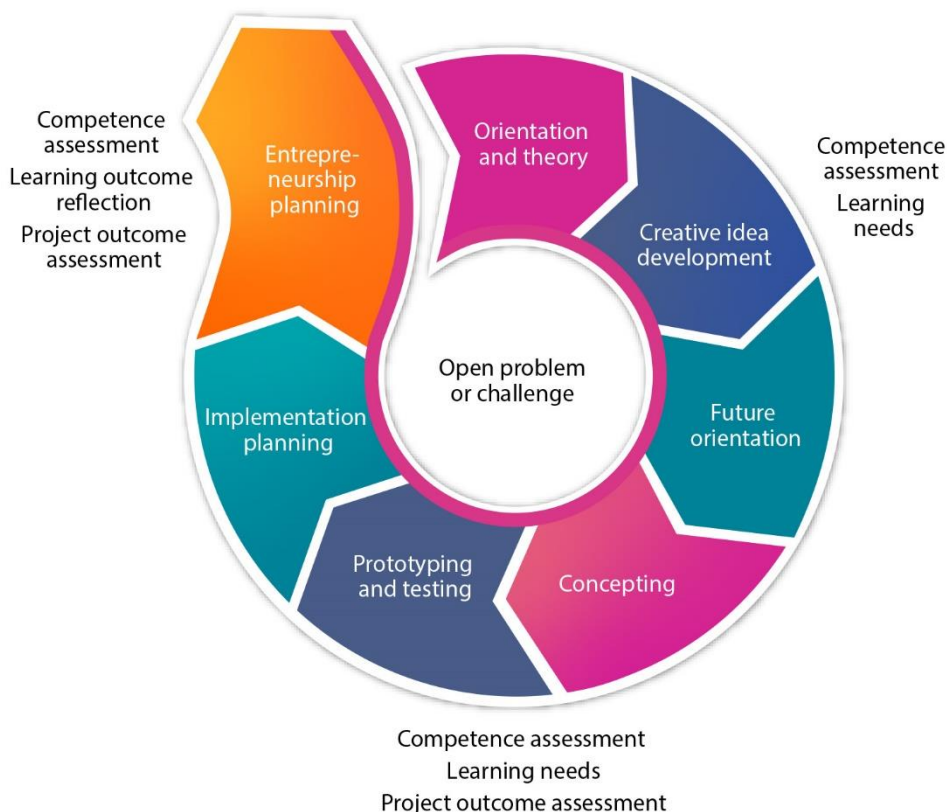 Orientation
and theory
Creative idea
development
Competence
assessment
Learning
needs
Future
orientation
Concepting
Prototyping
and testing
Competence assessment
Learning needs
Project outcome assessment
Implementation
planning
Entrepre-
neurship
planning
Competence
assessment
Learning outcome
reflection
Project outcome
assessment
Open problem
or challenge